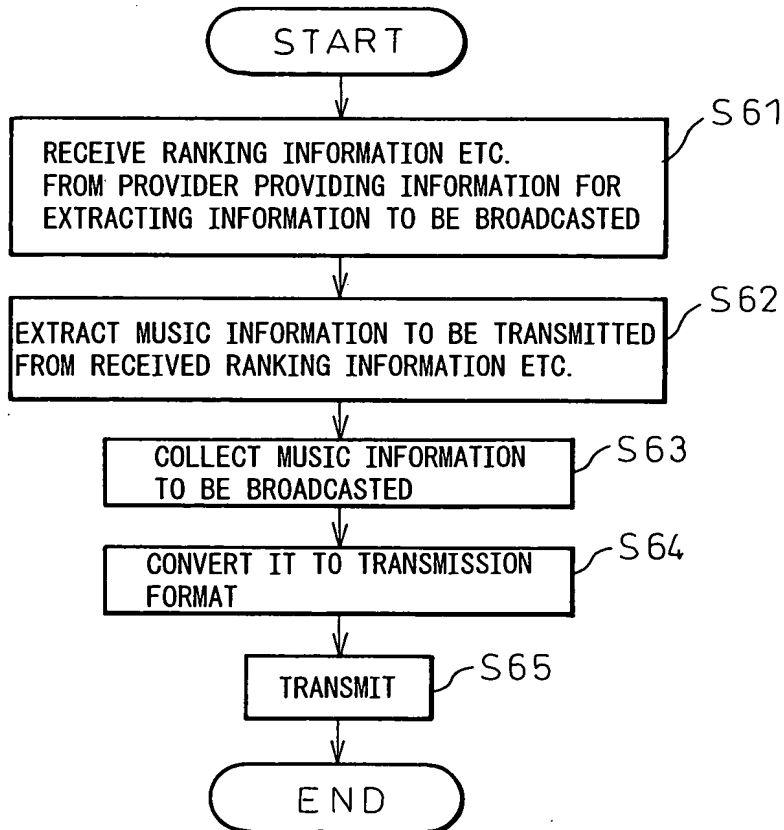 START
S61
RECEIVE RANKING INFORMATION ETC.
FROM PROVIDER PROVIDING INFORMATION FOR
EXTRACTING INFORMATION TO BE BROADCASTED
S62
EXTRACT MUSIC INFORMATION TO BE TRANSMITTED
FROM RECEIVED RANKING INFORMATION ETC.
S63
COLLECT MUSIC INFORMATION
TO BE BROADCASTED
S64
CONVERT IT TO TRANSMISSION
FORMAT
S65
TRANSMIT
END